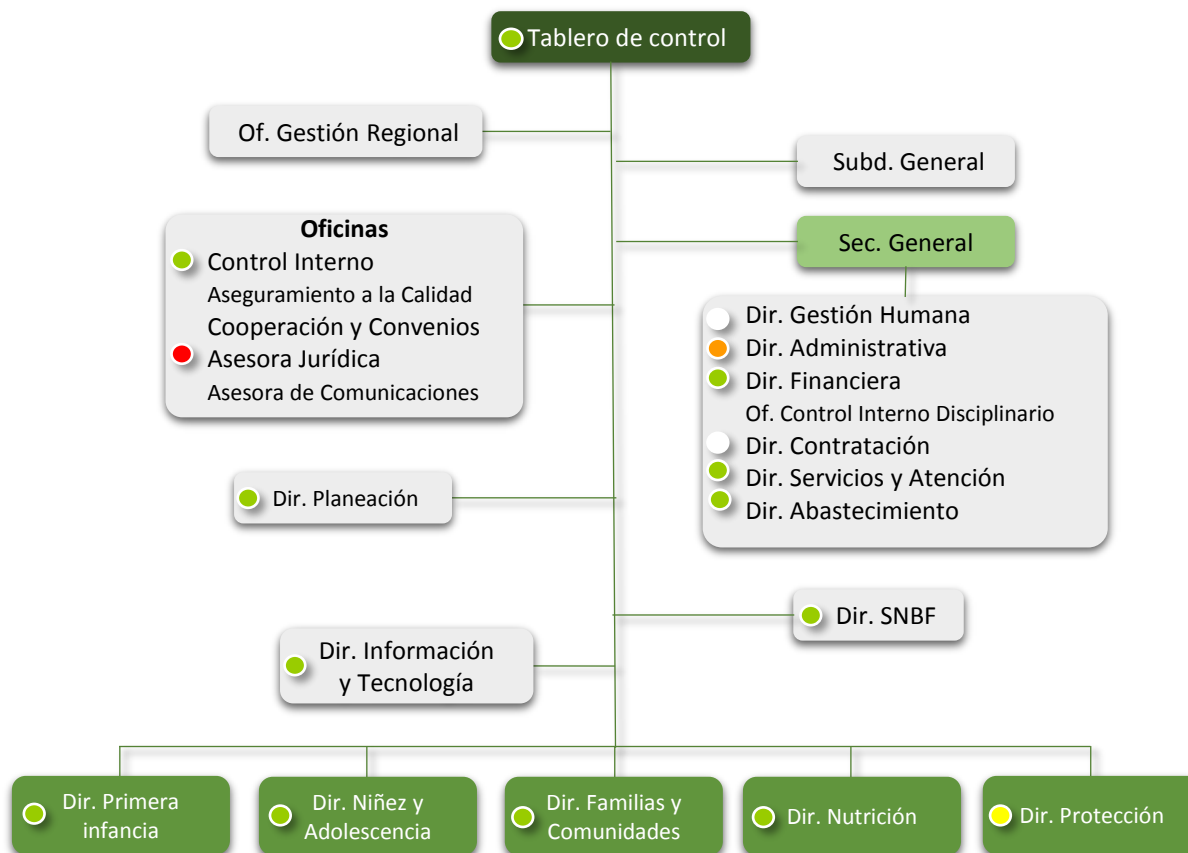 Tablero de control
Of. Gestión Regional
Subd. General
Oficinas
Control Interno
Aseguramiento a la Calidad
Cooperación y Convenios
Asesora Jurídica
Asesora de Comunicaciones
Sec. General
Dir. Gestión Humana
Dir. Administrativa
Dir. Financiera
Of. Control Interno Disciplinario
Dir. Contratación
Dir. Servicios y Atención
Dir. Abastecimiento
Dir. Planeación
Dir. SNBF
Dir. Información
y Tecnología
Dir. Primera
infancia
Dir. Niñez y
Adolescencia
Dir. Familias y
Comunidades
Dir. Nutrición
Dir. Protección